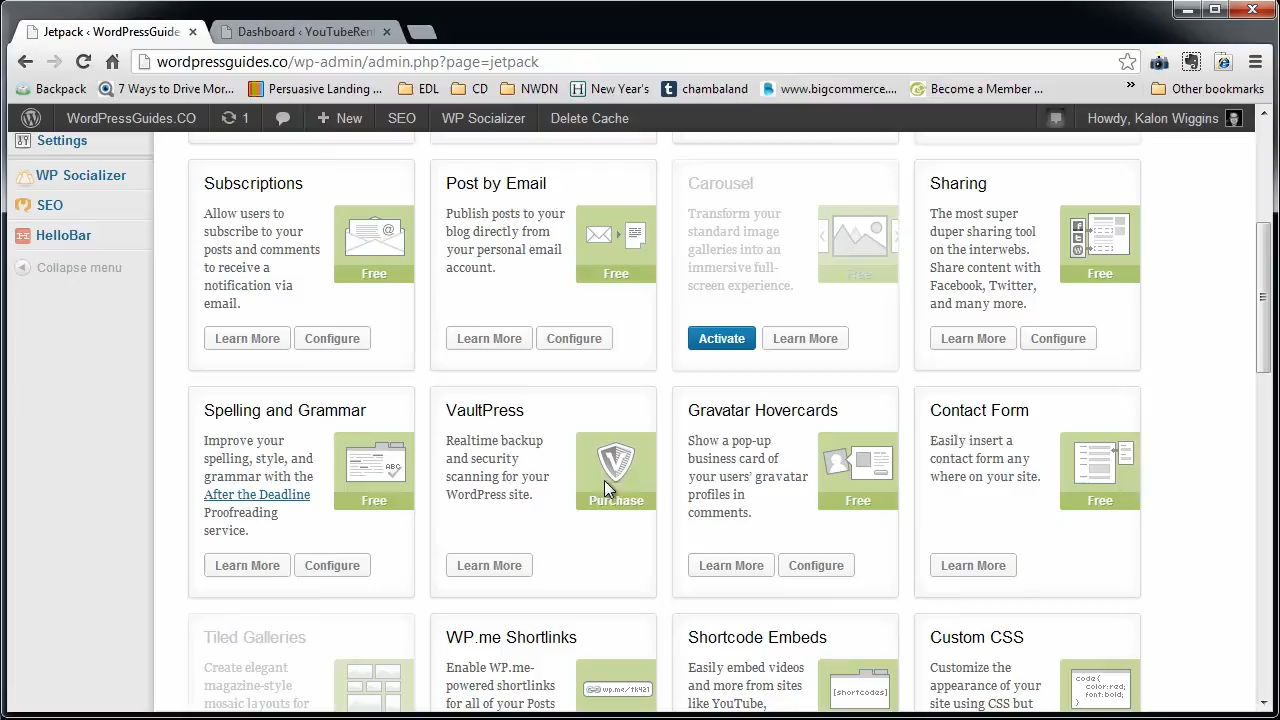 Jetpack ‹ WordPressGuide
Dashboard ‹ YouTubeRen
wordpressguides.co/wp-admin/admin.php?page=jetpack
Backpack
7 Ways to Drive M...
Persuasive Landing ...
EDL
CD
NWDN
New Year's
chambaland
www.bigcommerce....
Become a Member ...
»
Other bookmarks
WordPressGuides.CO
1
+ New
SEO
WP Socializer
Delete Cache
Howdy, Kalon Wiggins
Settings
WP Socializer
SEO
HelloBar
Collapse menu
Subscriptions
Allow users to
subscribe to your
posts and comments
to receive a
notification via
email.
Free
Learn More
Configure
Post by Email
Publish posts to your
blog directly from
your personal email
account.
Free
Learn More
Configure
Carousel
Transform your
standard image
galleries into an
immersive full-
screen experience.
Free
Activate
Learn More
Sharing
The most super
duper sharing tool
on the interwebs.
Share content with
Facebook, Twitter,
and many more.
Free
Learn More
Configure
Spelling and Grammar
Improve your
spelling, style, and
grammar with the
After the Deadline
Proofreading
service.
ABC
Free
Learn More
Configure
VaultPress
Realtime backup
and security
scanning for your
WordPress site.
Purchase
Learn More
Gravatar Hovercards
Show a pop-up
business card of
your users' gravatar
profiles in
comments.
Free
Learn More
Configure
Contact Form
Easily insert a
contact form any
where on your site.
Free
Learn More
Tiled Galleries
Create elegant
magazine-style
mosaic layouts for
WP.me Shortlinks
Enable WP.me-
powered shortlinks
for all of your Posts
wp.me/tk421
Shortcode Embeds
Easily embed videos
and more from sites
like YouTube,
[shortcodes]
Custom CSS
Customize the
appearance of your
site using CSS but
code{
color:red;
font:bold;
}